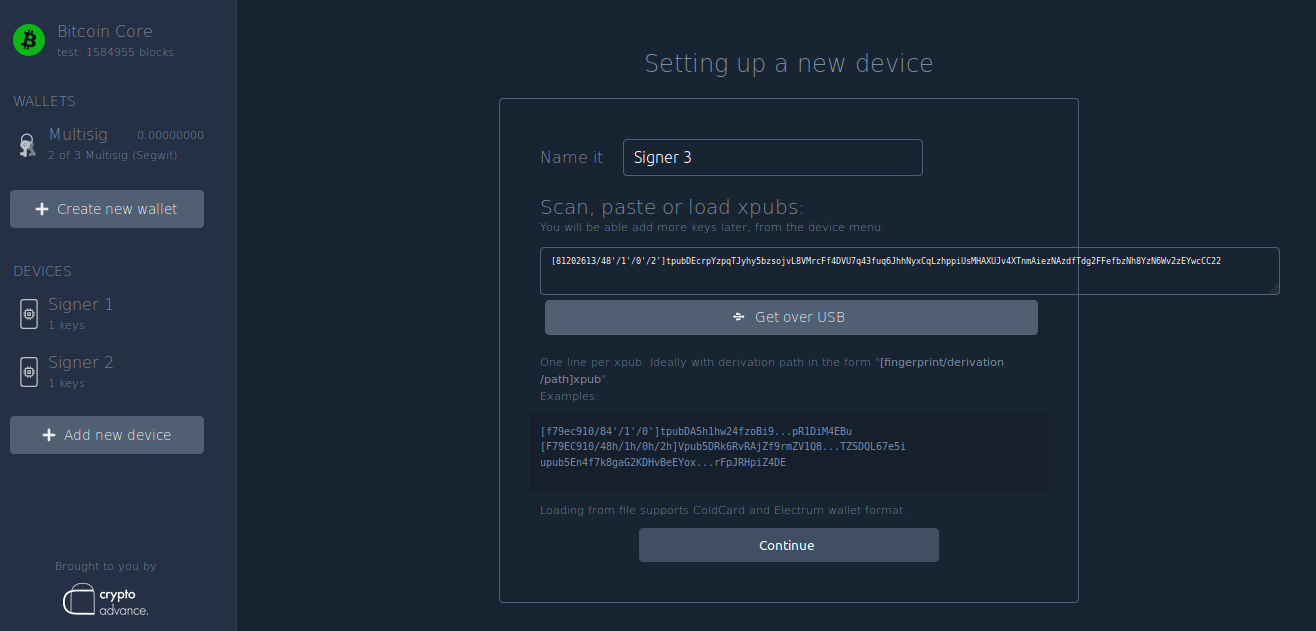 Bitcoin Core
test: 1584955 blocks
WALLETS
Multisig 0.00000000
2 of 3 Multisig (Segwit)
Create new wallet
DEVICES
Signer 1
1 keys
Signer 2
1 keys
Add new device
Brought to you by
crypto
advance.
Setting up a new device
Name it Signer 3
Scan, paste or load xpubs:
You will be able add more keys later, from the device menu.
[81202613/48'/1'/0'/2']tpubDEcrpYzpqTJyhy5bzsojvL8VMrcFf4DVU7q43fuq6JhhNyxCqLzhppiUsMHAXUJv4XTnmAiezNAzdfTdg2FFefbzNh8YzN6Wv2zEYwcCC22
Get over USB
One line per xpub. Ideally with derivation path in the form "[fingerprint/derivation
/path]xpub"
Examples:
[f79ec910/84'/1'/0']tpubDA5h1hw24fzoBi9...pR1DiM4EBu
[F79EC910/48h/1h/0h/2h]Vpub5DRk6RvRAjZf9rmZV1Q8...TZSDQL67e5i
upub5En4f7k8gaG2KDHvBeEYox...rFpJRHpiZ4DE
Loading from file supports ColdCard and Electrum wallet format.
Continue